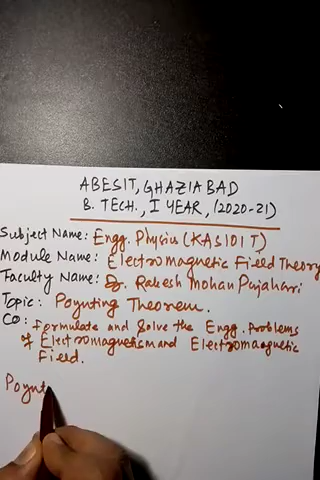 ABESIT, GHAZIABAD
B. TECH., I YEAR, (2020-21)
Subject Name: Engg. Physics (KAS101T)
Module Name: Electromagnetic Field Theory
Faculty Name: Dr. Rakesh Mohan Pujahari
Topic: Poynting Theorem.
CO: Formulate and Solve the Engg. Problems
of Electromagnetism and Electromagnetic
Field.
Poynt